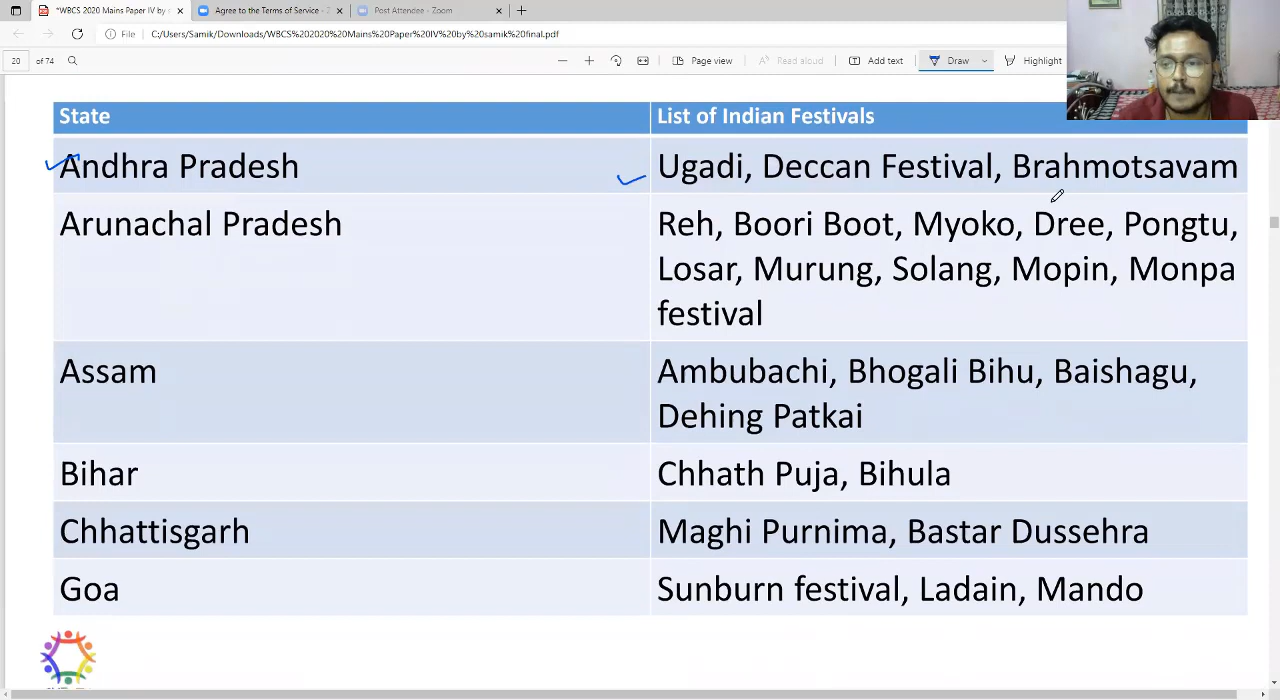 *WBCS 2020 Mains Paper IV by s
Agree to the Terms of Service - Z
Post Attendee - Zoom
File
C:/Users/Samik/Downloads/WBCS%202020%20Mains%20Paper%20IV%20by%20samik%20final.pdf
20 of 74
Page view
Read aloud
Add text
Draw
Highlight
State List of Indian Festivals
Andhra Pradesh Ugadi, Deccan Festival, Brahmotsavam
Arunachal Pradesh Reh, Boori Boot, Myoko, Dree, Pongtu,
Losar, Murung, Solang, Mopin, Monpa
festival
Assam Ambubachi, Bhogali Bihu, Baishagu,
Dehing Patkai
Bihar Chhath Puja, Bihula
Chhattisgarh Maghi Purnima, Bastar Dussehra
Goa Sunburn festival, Ladain, Mando